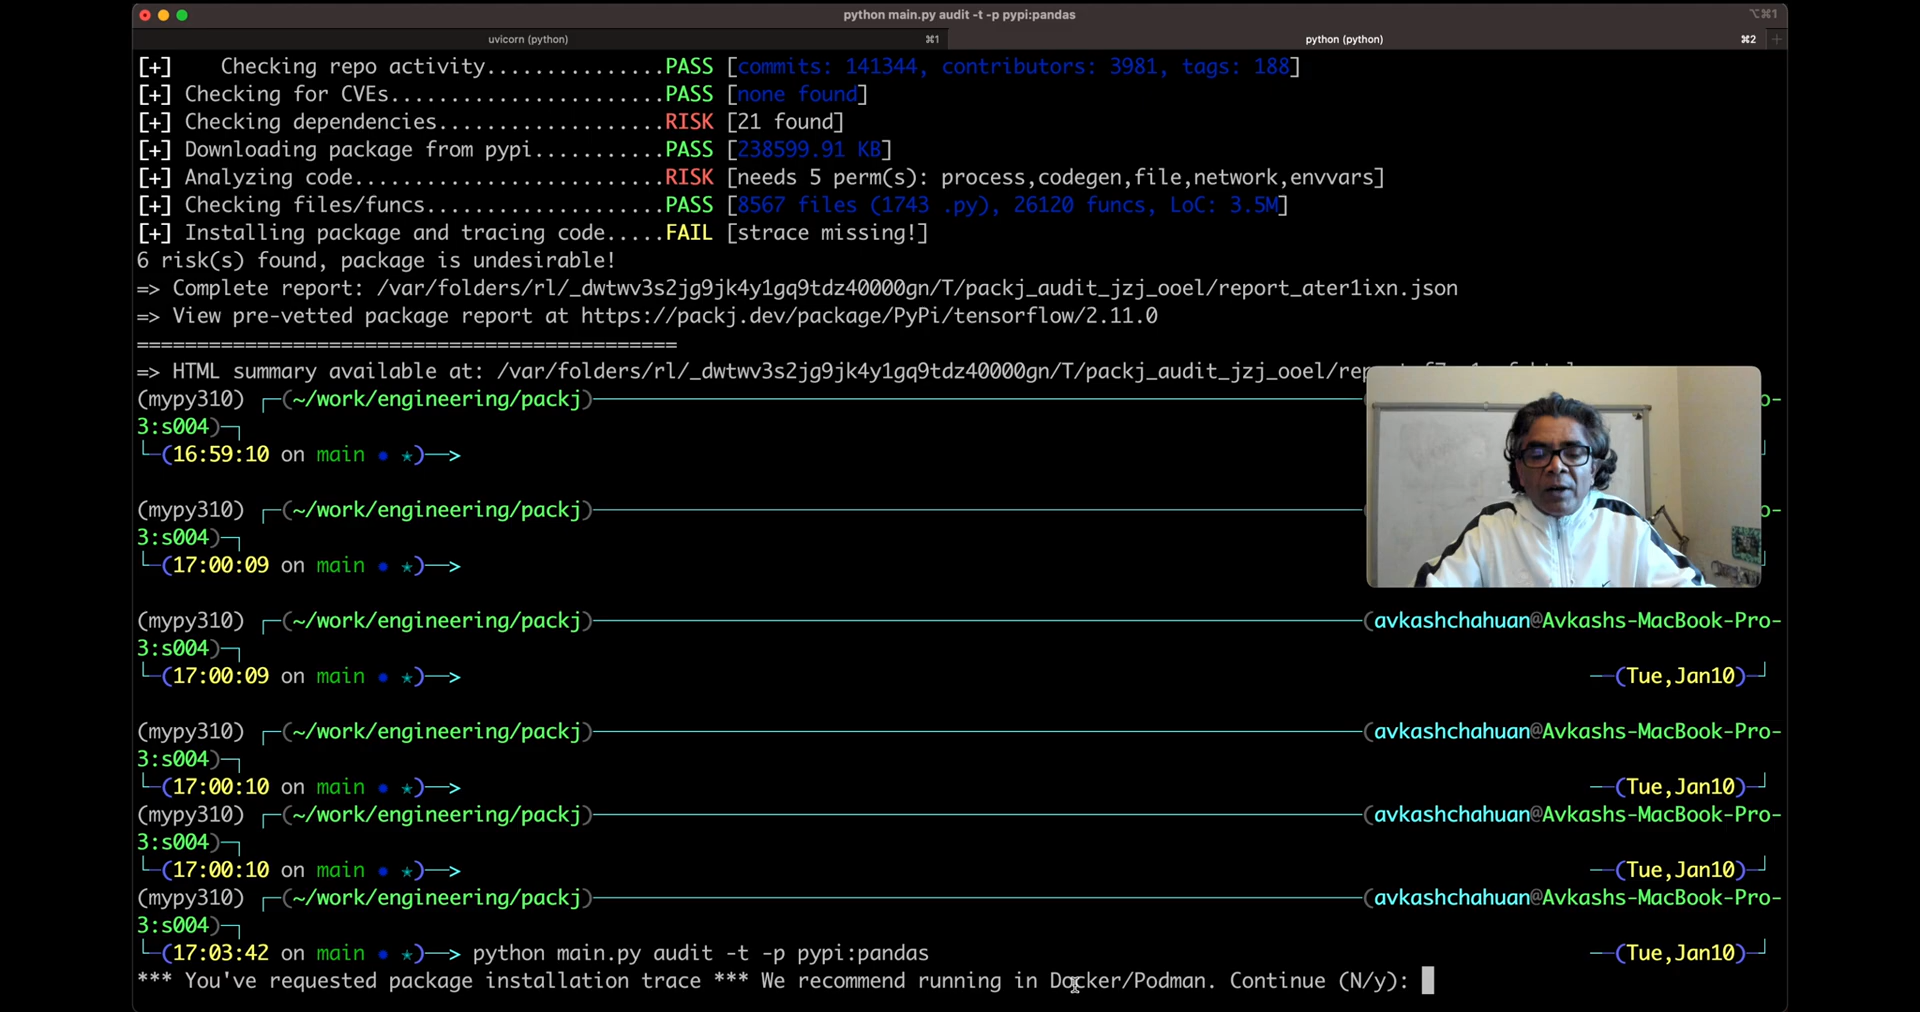 python main.py audit -t -p pypi:pandas
⌥⌘1
uvicorn (python) ⌘1 python (python) ⌘2 +
[+]    Checking repo activity...............PASS [commits: 141344, contributors: 3981, tags: 188]
[+] Checking for CVEs.......................PASS [none found]
[+] Checking dependencies...................RISK [21 found]
[+] Downloading package from pypi...........PASS [238599.91 KB]
[+] Analyzing code..........................RISK [needs 5 perm(s): process,codegen,file,network,envvars]
[+] Checking files/funcs....................PASS [8567 files (1743 .py), 26120 funcs, LoC: 3.5M]
[+] Installing package and tracing code.....FAIL [strace missing!]
6 risk(s) found, package is undesirable!
=> Complete report: /var/folders/rl/_dwtwv3s2jg9jk4y1gq9tdz40000gn/T/packj_audit_jzj_ooel/report_ater1ixn.json
=> View pre-vetted package report at https://packj.dev/package/PyPi/tensorflow/2.11.0
=============================================
=> HTML summary available at: /var/folders/rl/_dwtwv3s2jg9jk4y1gq9tdz40000gn/T/packj_audit_jzj_ooel/
(mypy310) ┌─(~/work/engineering/packj)
3:s004)─┐
└─(16:59:10 on main ● ✭)──>
(mypy310) ┌─(~/work/engineering/packj)
3:s004)─┐
└─(17:00:09 on main ● ✭)──>
(mypy310) ┌─(~/work/engineering/packj)──(avkashchahuan@Avkashs-MacBook-Pro-
3:s004)─┐
└─(17:00:09 on main ● ✭)──> ──(Tue,Jan10)─┘
(mypy310) ┌─(~/work/engineering/packj)──(avkashchahuan@Avkashs-MacBook-Pro-
3:s004)─┐
└─(17:00:10 on main ● ✭)──> ──(Tue,Jan10)─┘
(mypy310) ┌─(~/work/engineering/packj)──(avkashchahuan@Avkashs-MacBook-Pro-
3:s004)─┐
└─(17:00:10 on main ● ✭)──> ──(Tue,Jan10)─┘
(mypy310) ┌─(~/work/engineering/packj)──(avkashchahuan@Avkashs-MacBook-Pro-
3:s004)─┐
└─(17:03:42 on main ● ✭)──> python main.py audit -t -p pypi:pandas ──(Tue,Jan10)─┘
*** You've requested package installation trace *** We recommend running in Docker/Podman. Continue (N/y):